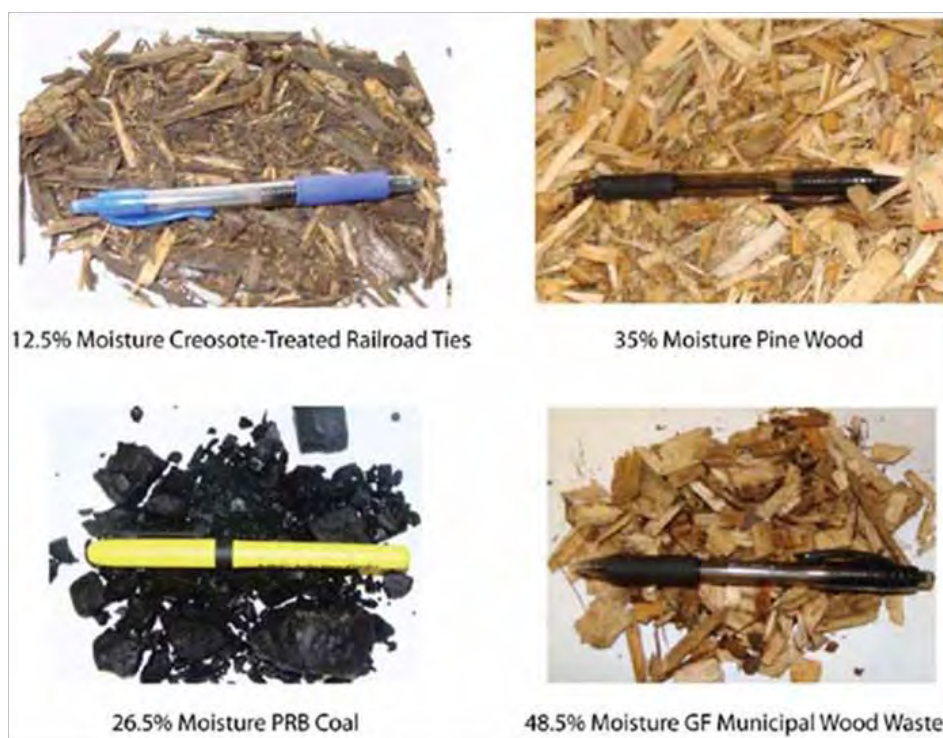 12.5% Moisture Creosote-Treated Railroad Ties
35% Moisture Pine Wood
26.5% Moisture PRB Coal
48.5% Moisture GF Municipal Wood Waste